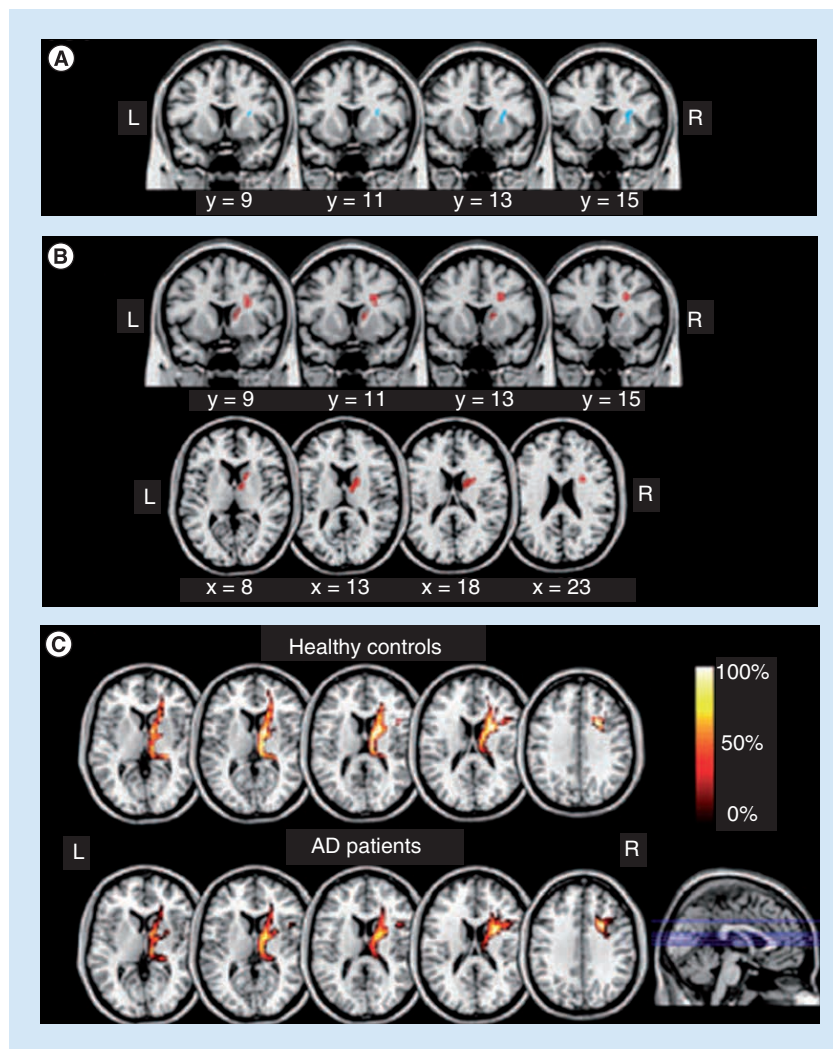 A
L
R
y = 9 y = 11 y = 13 y = 15
B
L
R
y = 9 y = 11 y = 13 y = 15
L
R
x = 8 x = 13 x = 18 x = 23
C
Healthy controls
100%
50%
0%
L
AD patients
R